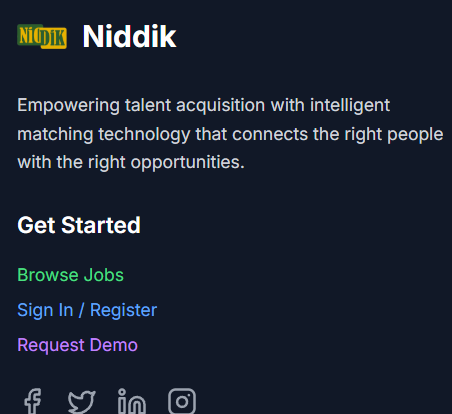 NiDDiK Niddik
Empowering talent acquisition with intelligent
matching technology that connects the right people
with the right opportunities.
Get Started
Browse Jobs
Sign In / Register
Request Demo